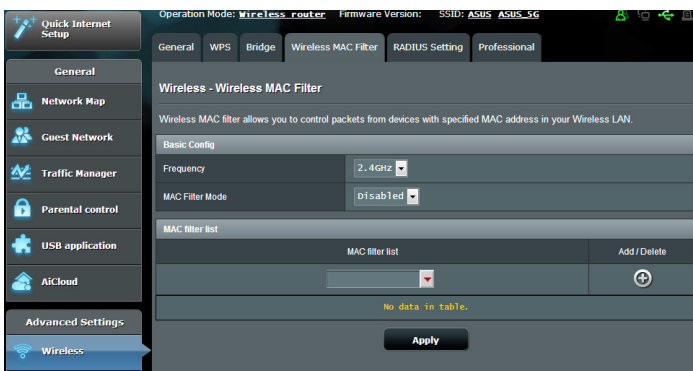 Quick Internet Setup
Operation Mode: Wireless router Firmware Version: SSID: ASUS ASUS_5G
General WPS Bridge Wireless MAC Filter RADIUS Setting Professional
General
Network Map
Guest Network
Traffic Manager
Parental control
USB application
AiCloud
Advanced Settings
Wireless
Wireless - Wireless MAC Filter
Wireless MAC filter allows you to control packets from devices with specified MAC address in your Wireless LAN.
Basic Config
Frequency 2.4GHz
MAC Filter Mode Disabled
MAC filter list
MAC filter list Add / Delete
No data in table.
Apply